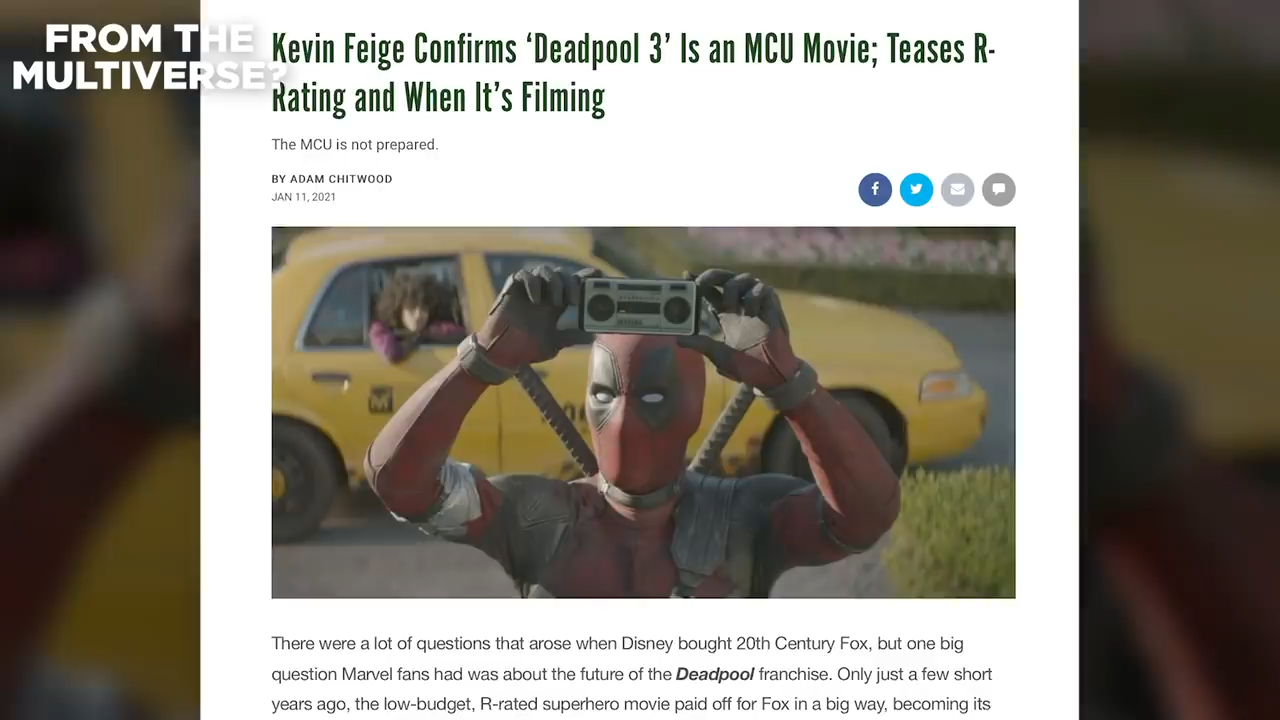 FROM THE
MULTIVERSE?
Kevin Feige Confirms ‘Deadpool 3’ Is an MCU Movie; Teases R-
Rating and When It’s Filming
The MCU is not prepared.
BY ADAM CHITWOOD
JAN 11, 2021
There were a lot of questions that arose when Disney bought 20th Century Fox, but one big
question Marvel fans had was about the future of the Deadpool franchise. Only just a few short
years ago, the low-budget, R-rated superhero movie paid off for Fox in a big way, becoming its